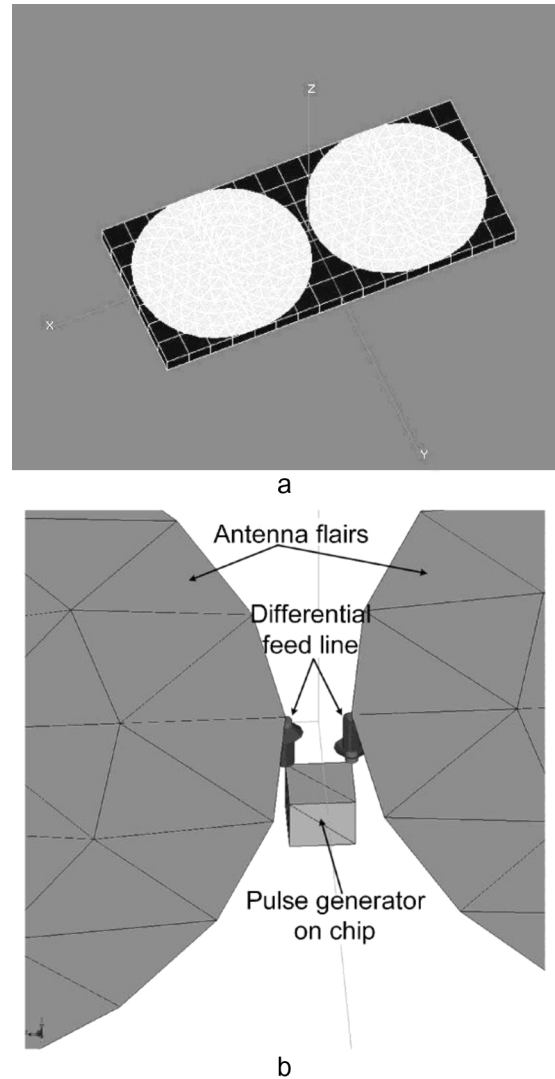 Z
X
Y
a
Antenna flairs
Differential
feed line
Pulse generator
on chip
b